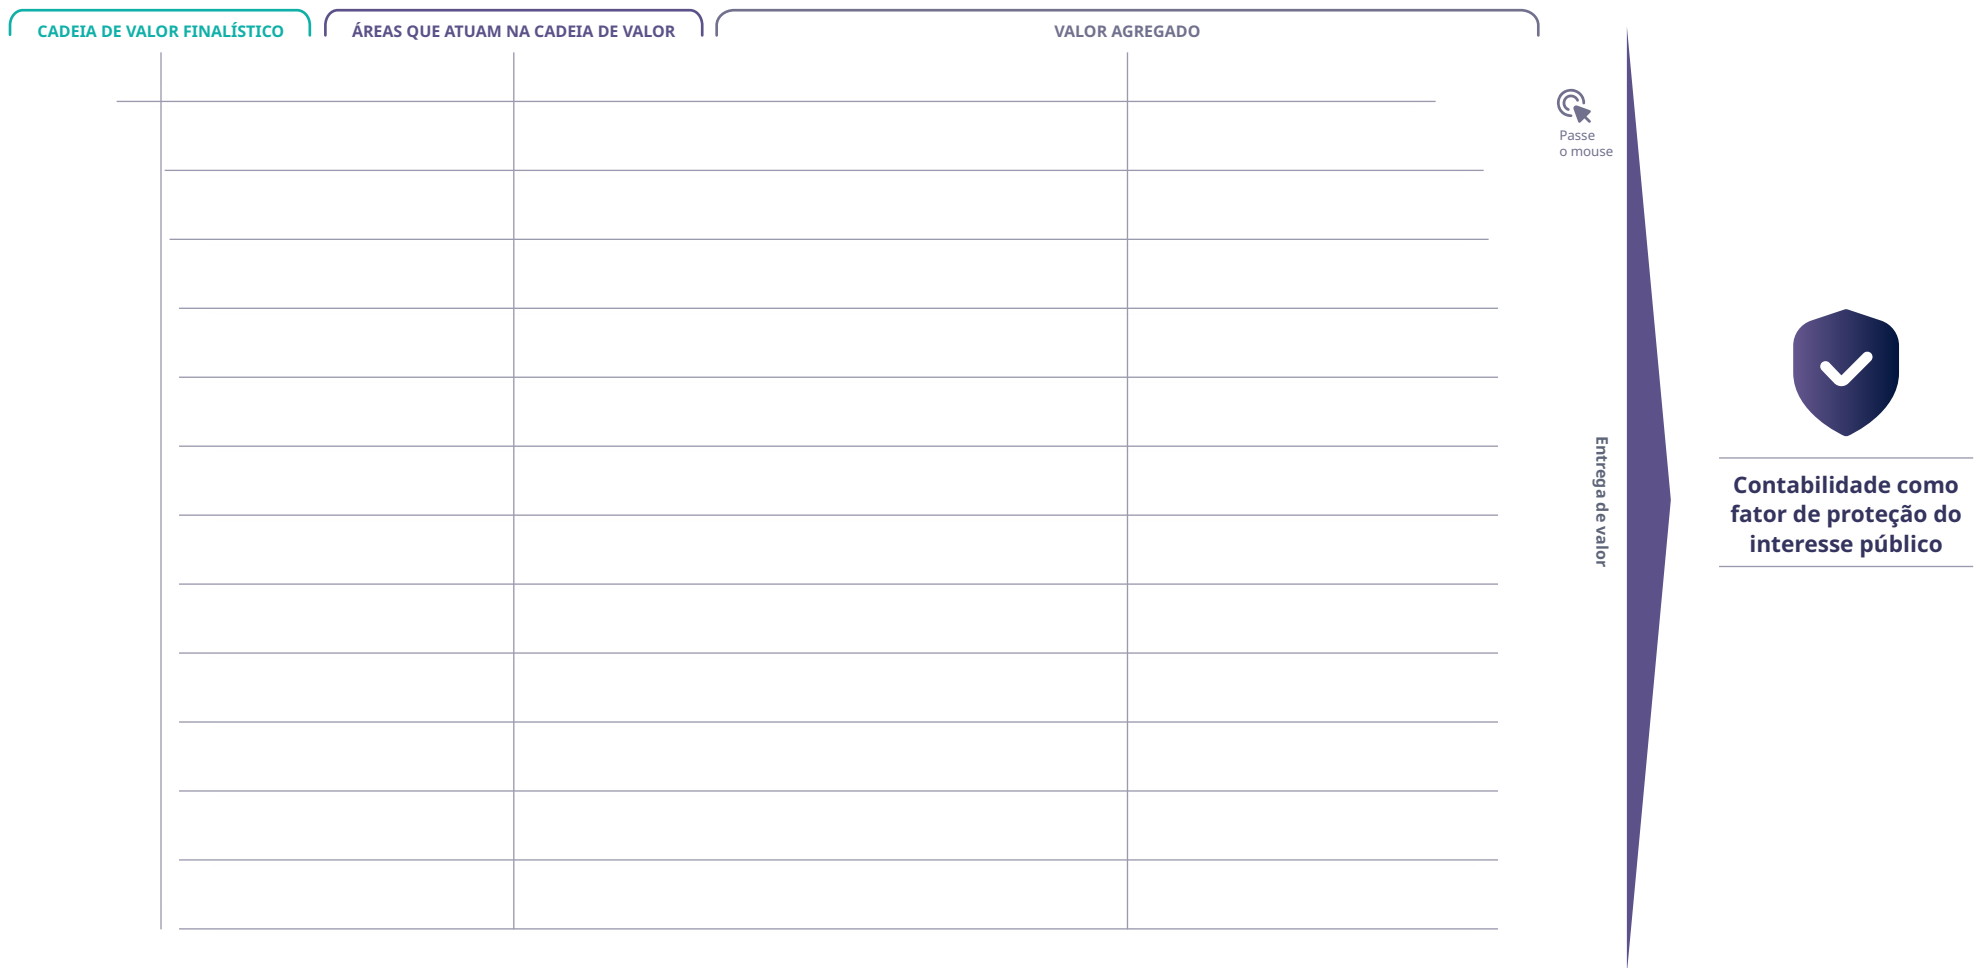 CADEIA DE VALOR FINALÍSTICO
ÁREAS QUE ATUAM NA CADEIA DE VALOR
VALOR AGREGADO
Passe
o mouse
Entrega de valor
Contabilidade como
fator de proteção do
interesse público